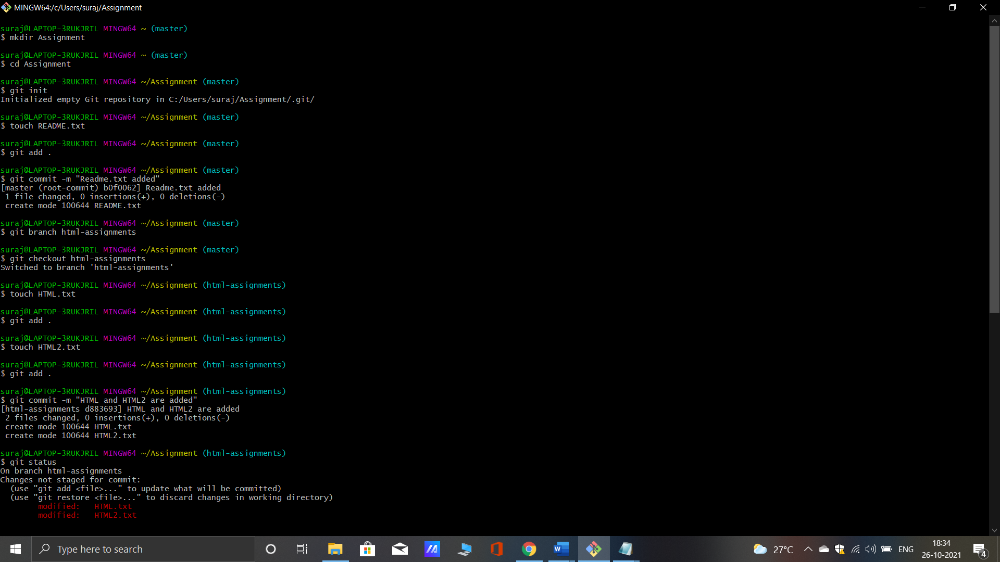 MINGW64:/c/Users/suraj/Assignment
suraj@LAPTOP-3RUKJRIL MINGW64 ~ (master)
$ mkdir Assignment
suraj@LAPTOP-3RUKJRIL MINGW64 ~ (master)
$ cd Assignment
suraj@LAPTOP-3RUKJRIL MINGW64 ~/Assignment (master)
$ git init
Initialized empty Git repository in C:/Users/suraj/Assignment/.git/
suraj@LAPTOP-3RUKJRIL MINGW64 ~/Assignment (master)
$ touch README.txt
suraj@LAPTOP-3RUKJRIL MINGW64 ~/Assignment (master)
$ git add .
suraj@LAPTOP-3RUKJRIL MINGW64 ~/Assignment (master)
$ git commit -m "Readme.txt added"
[master (root-commit) b0f0062] Readme.txt added
 1 file changed, 0 insertions(+), 0 deletions(-)
 create mode 100644 README.txt
suraj@LAPTOP-3RUKJRIL MINGW64 ~/Assignment (master)
$ git branch html-assignments
suraj@LAPTOP-3RUKJRIL MINGW64 ~/Assignment (master)
$ git checkout html-assignments
Switched to branch 'html-assignments'
suraj@LAPTOP-3RUKJRIL MINGW64 ~/Assignment (html-assignments)
$ touch HTML.txt
suraj@LAPTOP-3RUKJRIL MINGW64 ~/Assignment (html-assignments)
$ git add .
suraj@LAPTOP-3RUKJRIL MINGW64 ~/Assignment (html-assignments)
$ touch HTML2.txt
suraj@LAPTOP-3RUKJRIL MINGW64 ~/Assignment (html-assignments)
$ git add .
suraj@LAPTOP-3RUKJRIL MINGW64 ~/Assignment (html-assignments)
$ git commit -m "HTML and HTML2 are added"
[html-assignments d883693] HTML and HTML2 are added
 2 files changed, 0 insertions(+), 0 deletions(-)
 create mode 100644 HTML.txt
 create mode 100644 HTML2.txt
suraj@LAPTOP-3RUKJRIL MINGW64 ~/Assignment (html-assignments)
$ git status
On branch html-assignments
Changes not staged for commit:
  (use "git add <file>..." to update what will be committed)
  (use "git restore <file>..." to discard changes in working directory)
        modified:   HTML.txt
        modified:   HTML2.txt
Type here to search
27°C
ENG
18:34
26-10-2021
4